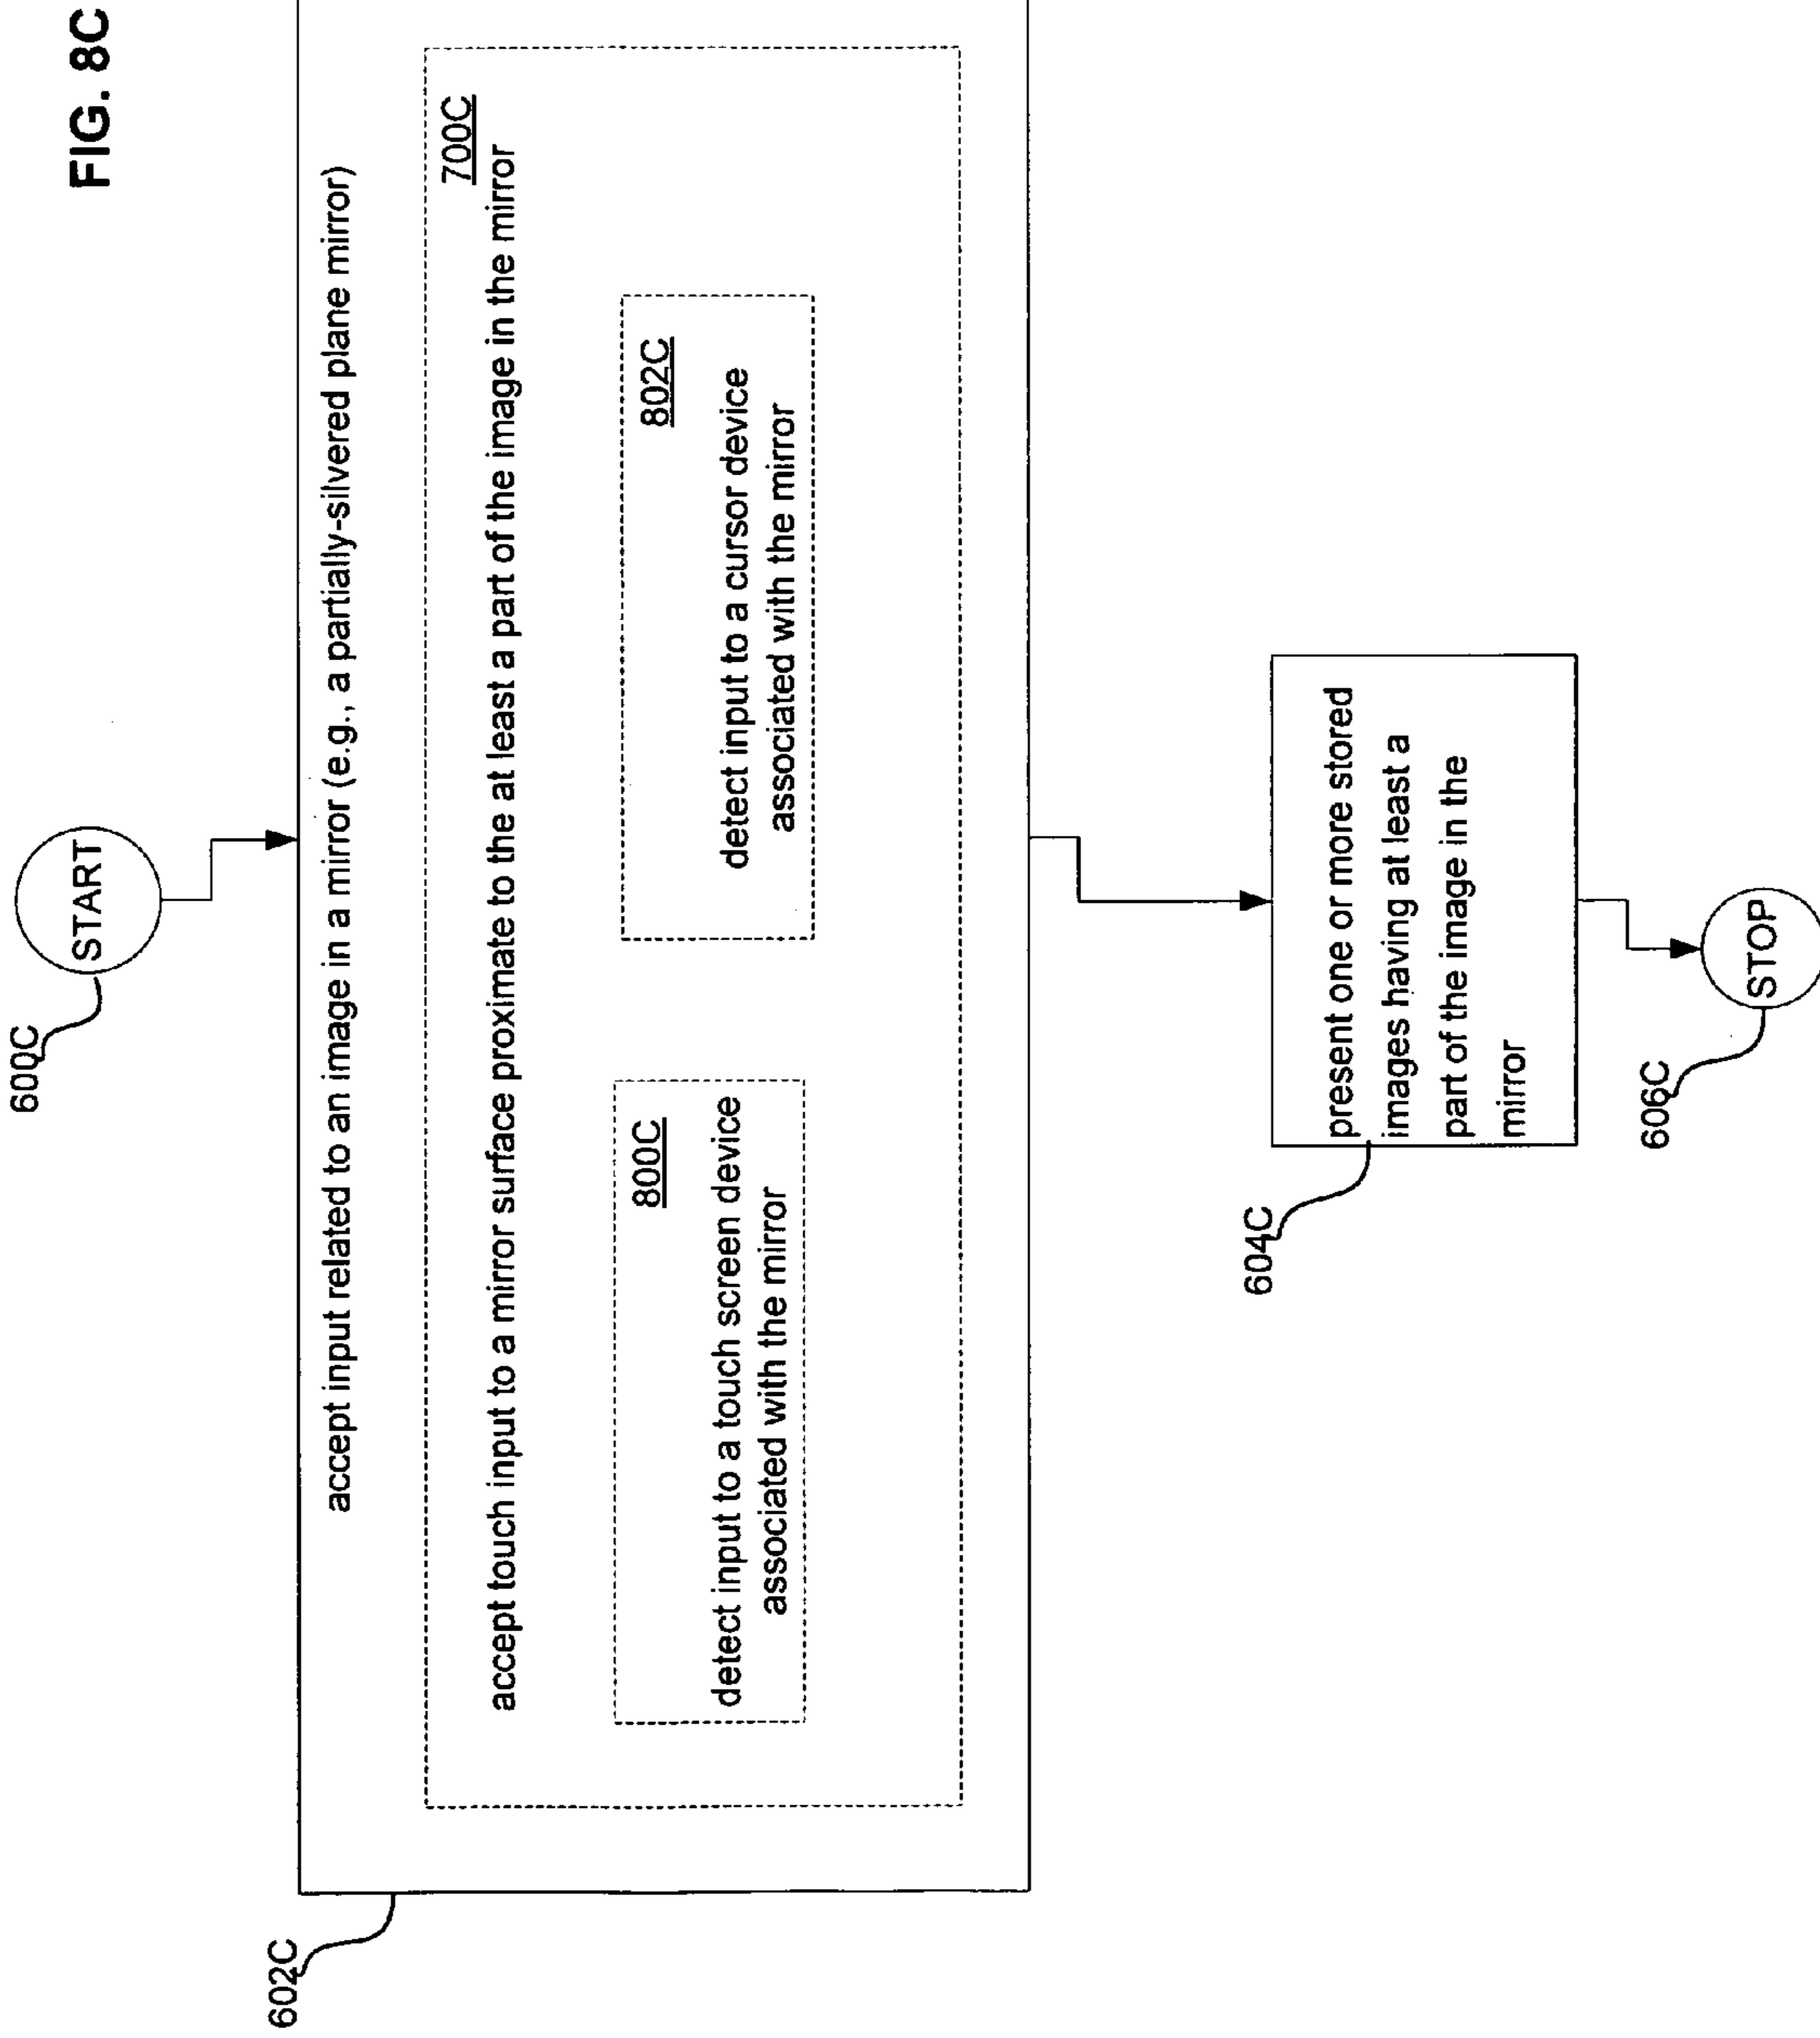 FIG. 8C
600C
START
602C
accept input related to an image in a mirror (e.g., a partially-silvered plane mirror)
700C
accept touch input to a mirror surface proximate to the at least a part of the image in the mirror
800C
detect input to a touch screen device
associated with the mirror
802C
detect input to a cursor device
associated with the mirror
604C
present one or more stored
images having at least a
part of the image in the
mirror
606C
STOP